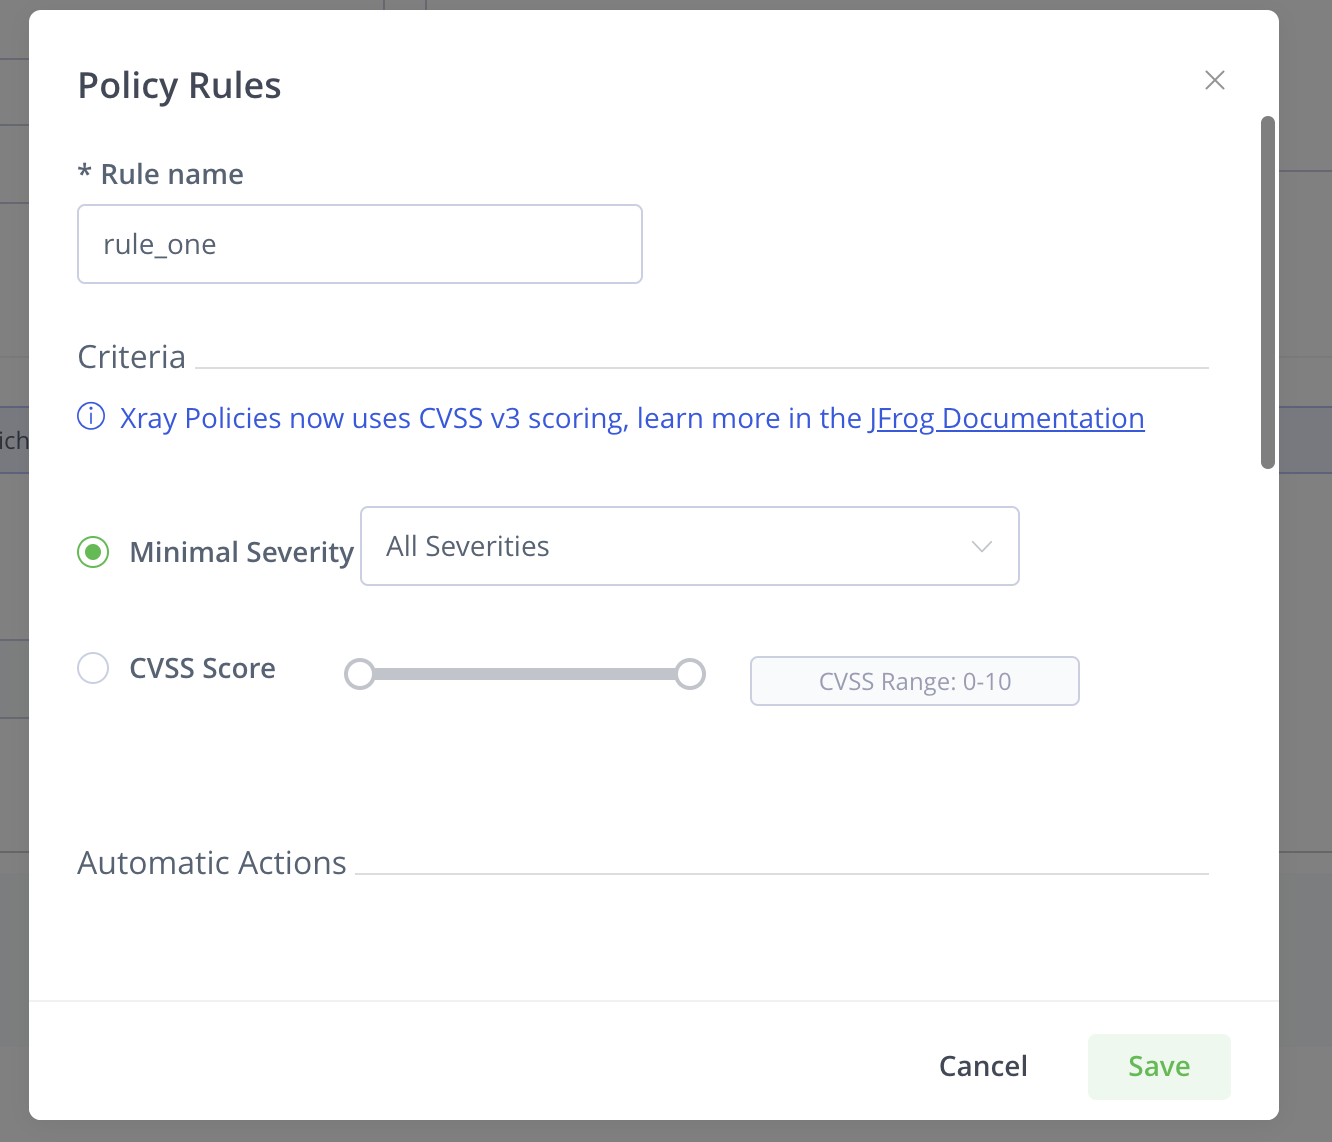 Policy Rules
* Rule name
rule_one
Criteria
Xray Policies now uses CVSS v3 scoring, learn more in the JFrog Documentation
ich
Minimal Severity All Severities
CVSS Score CVSS Range: 0-10
Automatic Actions
Cancel Save